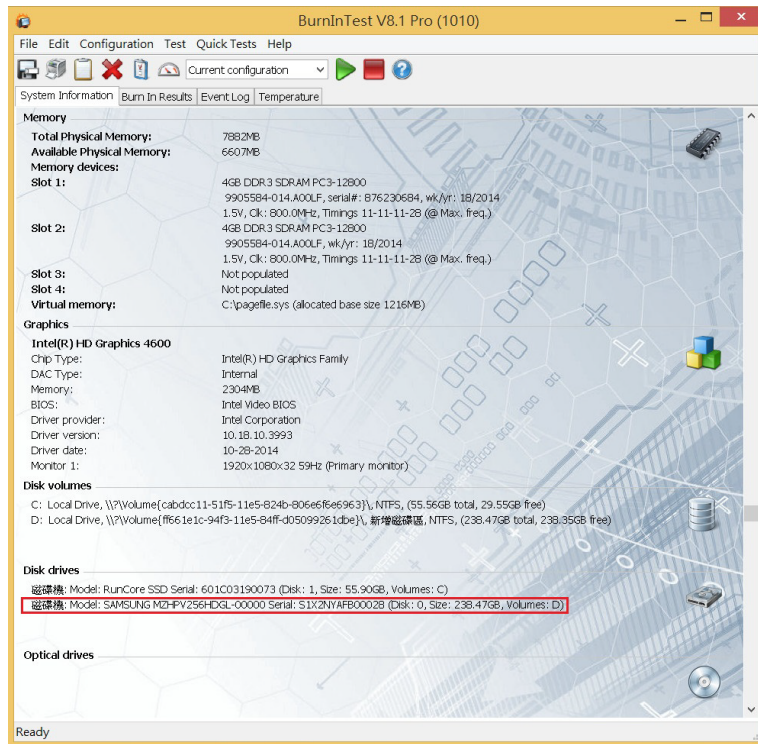 BurnInTest V8.1 Pro (1010)
File Edit Configuration Test Quick Tests Help
Current configuration
System Information Burn In Results Event Log Temperature
Memory
Total Physical Memory: 7882MB
Available Physical Memory: 6607MB
Memory devices:
Slot 1: 4GB DDR3 SDRAM PC3-12800
9905584-014.A00LF, serial#: 876230684, wk/yr: 18/2014
1.5V, Clk: 800.0MHz, Timings 11-11-11-28 (@ Max. freq.)
Slot 2: 4GB DDR3 SDRAM PC3-12800
9905584-014.A00LF, wk/yr: 18/2014
1.5V, Clk: 800.0MHz, Timings 11-11-11-28 (@ Max. freq.)
Slot 3: Not populated
Slot 4: Not populated
Virtual memory: C:\pagefile.sys (allocated base size 1216MB)
Graphics
Intel(R) HD Graphics 4600
Chip Type: Intel(R) HD Graphics Family
DAC Type: Internal
Memory: 2304MB
BIOS: Intel Video BIOS
Driver provider: Intel Corporation
Driver version: 10.18.10.3993
Driver date: 10-28-2014
Monitor 1: 1920x1080x32 59Hz (Primary monitor)
Disk volumes
C: Local Drive, \\?\Volume{cabdcc11-51f5-11e5-824b-806e6f6e6963}\, NTFS, (55.56GB total, 29.55GB free)
D: Local Drive, \\?\Volume{ff661e1c-94f3-11e5-84ff-d05099261dbe}\, 新增磁碟區, NTFS, (238.47GB total, 238.35GB free)
Disk drives
磁碟機: Model: RunCore SSD Serial: 601C03190073 (Disk: 1, Size: 55.90GB, Volumes: C)
磁碟機: Model: SAMSUNG MZHPV256HDGL-00000 Serial: S1X2NYAFB00028 (Disk: 0, Size: 238.47GB, Volumes: D)
Optical drives
Ready